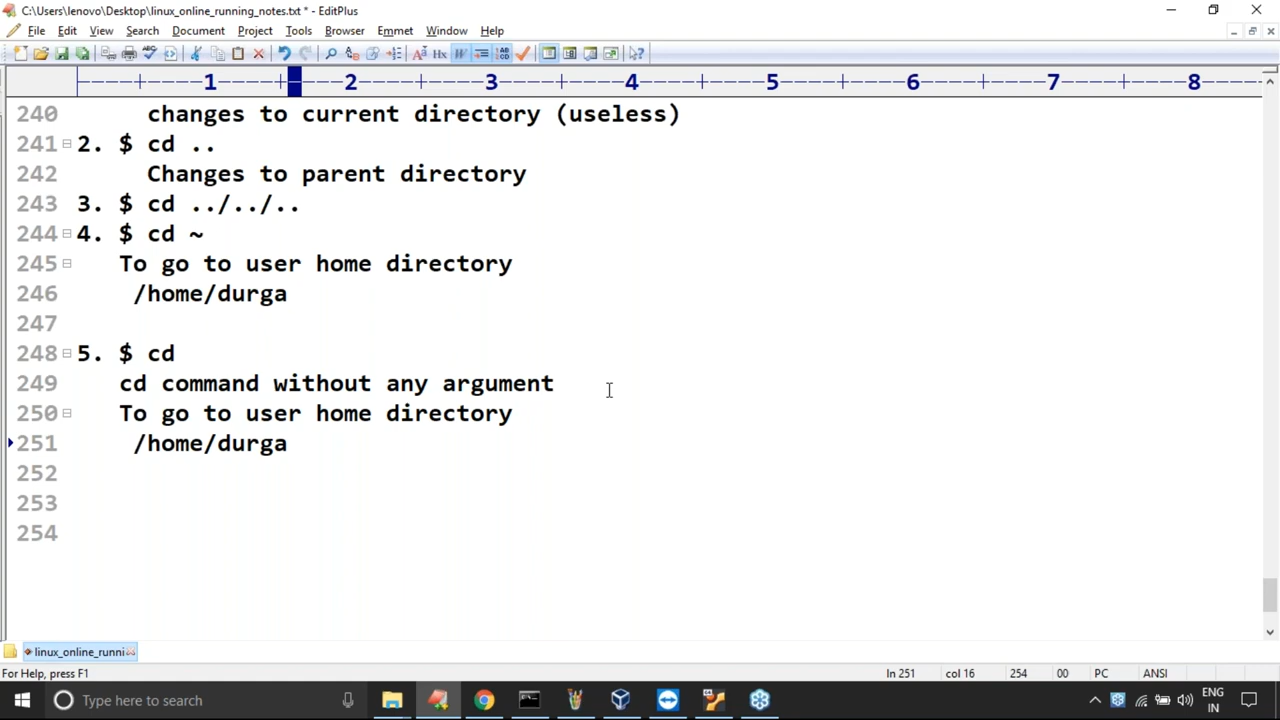 C:\Users\lenovo\Desktop\linux_online_running_notes.txt * - EditPlus
File Edit View Search Document Project Tools Browser Emmet Window Help
1 2 3 4 5 6 7 8
240 changes to current directory (useless)
241 2. $ cd ..
242 Changes to parent directory
243 3. $ cd ../../..
244 4. $ cd ~
245 To go to user home directory
246 /home/durga
247
248 5. $ cd
249 cd command without any argument
250 To go to user home directory
251 /home/durga
252
253
254
linux_online_runni
For Help, press F1 ln 251 col 16 254 00 PC ANSI
Type here to search ENG
IN